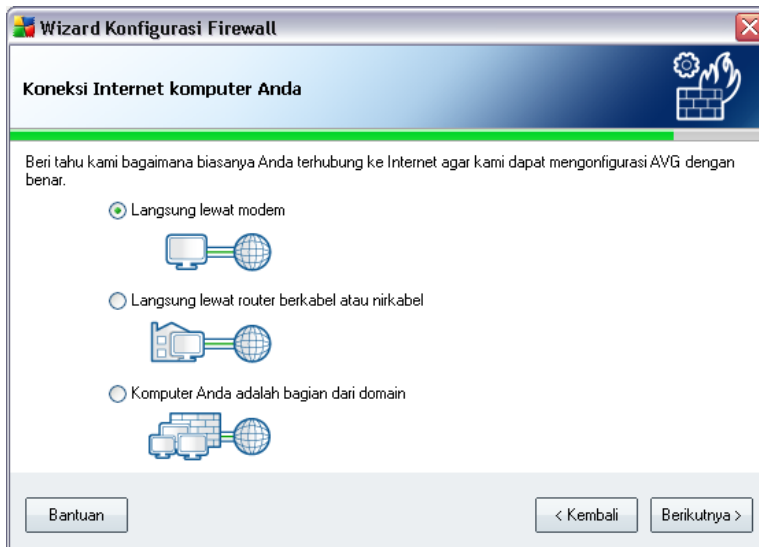 Wizard Konfigurasi Firewall
Koneksi Internet komputer Anda
Beri tahu kami bagaimana biasanya Anda terhubung ke Internet agar kami dapat mengonfigurasi AVG dengan
benar.
Langsung lewat modem
Langsung lewat router berkabel atau nirkabel
Komputer Anda adalah bagian dari domain
Bantuan
< Kembali
Berikutnya >